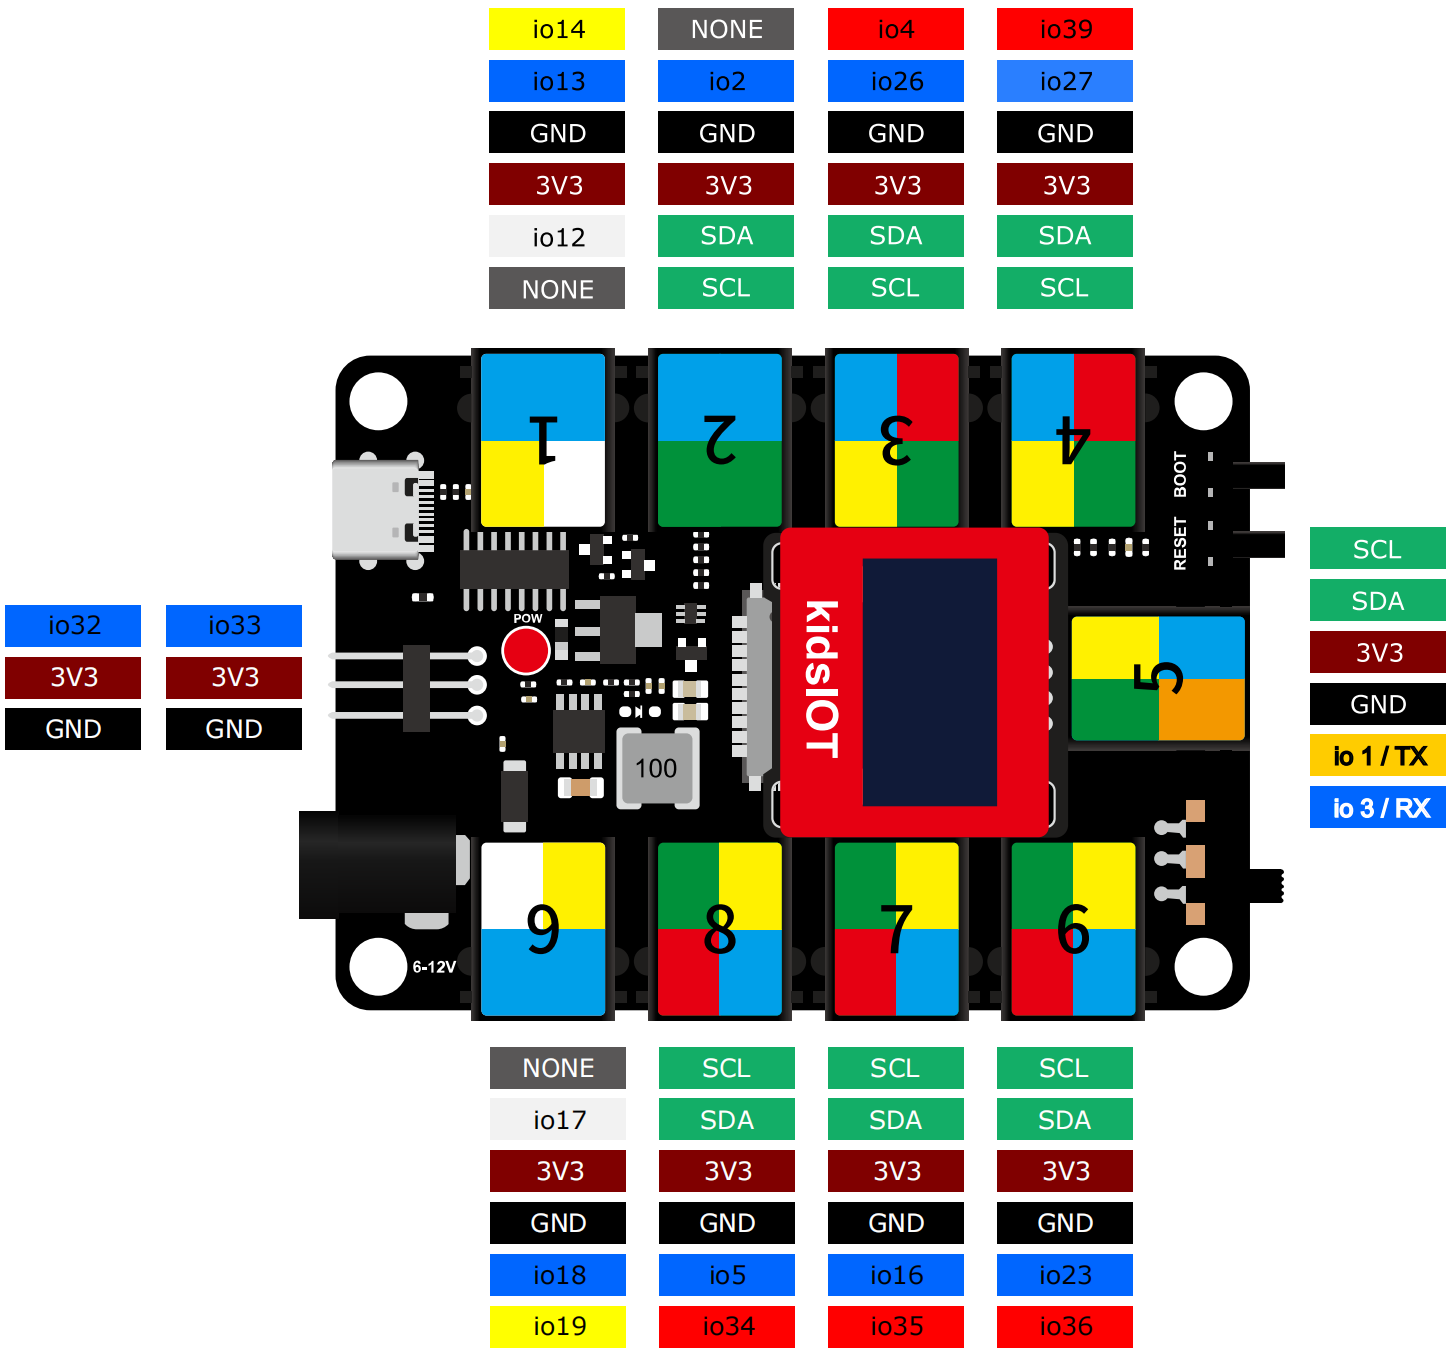 io14 NONE io4 io39
io13 io2 io26 io27
GND GND GND GND
3V3 3V3 3V3 3V3
io12 SDA SDA SDA
NONE SCL SCL SCL
1 2 3 4
BOOT
RESET
SCL
SDA
3V3
GND
io 1 / TX
io 3 / RX
io32 io33
3V3 3V3
GND GND
POW
kidsIOT
5
100
6-12V
9 8 7 6
NONE SCL SCL SCL
io17 SDA SDA SDA
3V3 3V3 3V3 3V3
GND GND GND GND
io18 io5 io16 io23
io19 io34 io35 io36